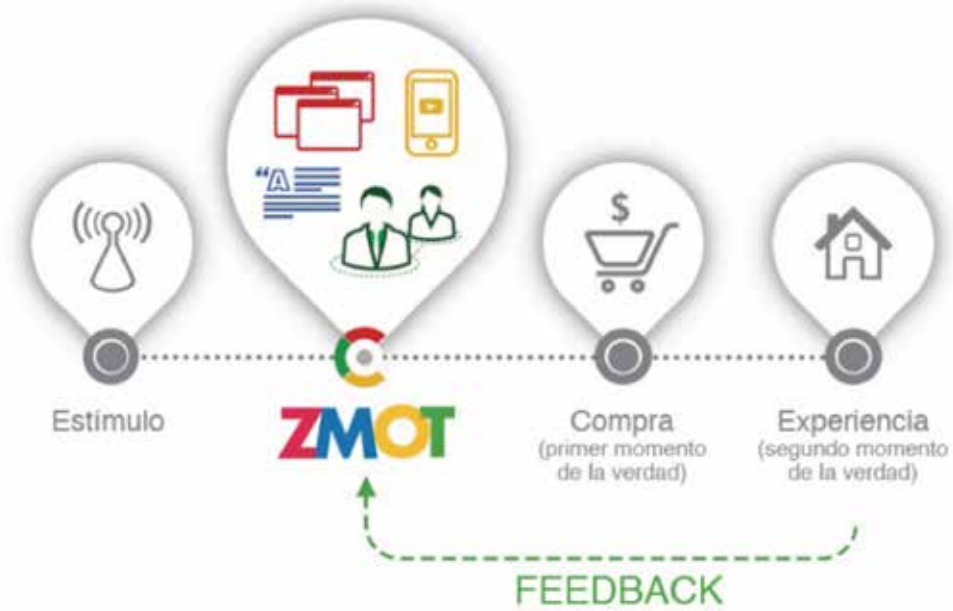 “A
$
Estímulo
ZMOT
Compra
(primer momento
de la verdad)
Experiencia
(segundo momento
de la verdad)
FEEDBACK